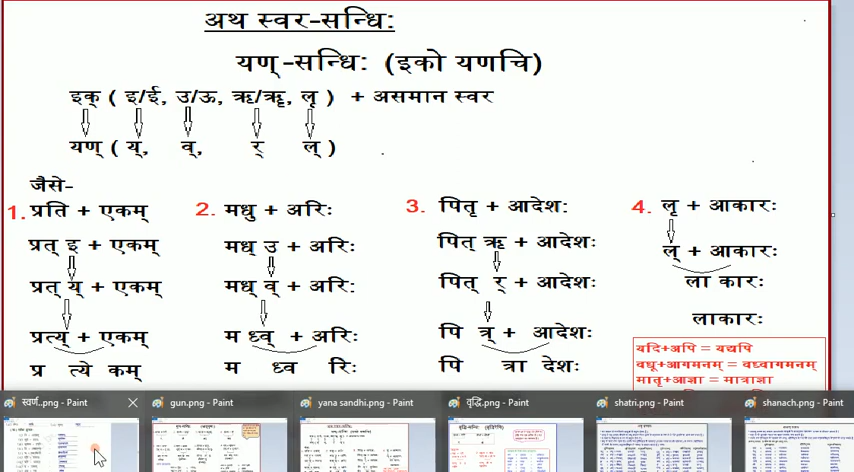 अथ स्वर-सन्धि:
यण्-सन्धि: (इको यणचि)
इक् ( इ/ई, उ/ऊ, ऋ/ॠ, लृ ) + असमान स्वर
यण् ( य्, व्, र् ल् )
जैसे-
1. प्रति + एकम् 2. मधु + अरिः 3. पितृ + आदेश: 4. लृ + आकारः
प्रत् इ + एकम् मध् उ + अरिः पित् ऋ + आदेशः ल् + आकारः
प्रत् य् + एकम् मध् व् + अरि: पित् र् + आदेशः ला कारः
प्रत्य् + एकम् म ध्व् + अरिः पि त्र् + आदेशः लाकारः
प्र त्ये कम् म ध्व रिः पि त्रा देशः
यदि+अपि = यद्यपि
वधू+आगमनम् = वध्वागमनम्
मातृ+आज्ञा = मात्राज्ञा
स्वर्ण..png - Paint gun.png - Paint yana sandhi.png - Paint वृद्धि.png - Paint shatri.png - Paint shanach.png - Paint